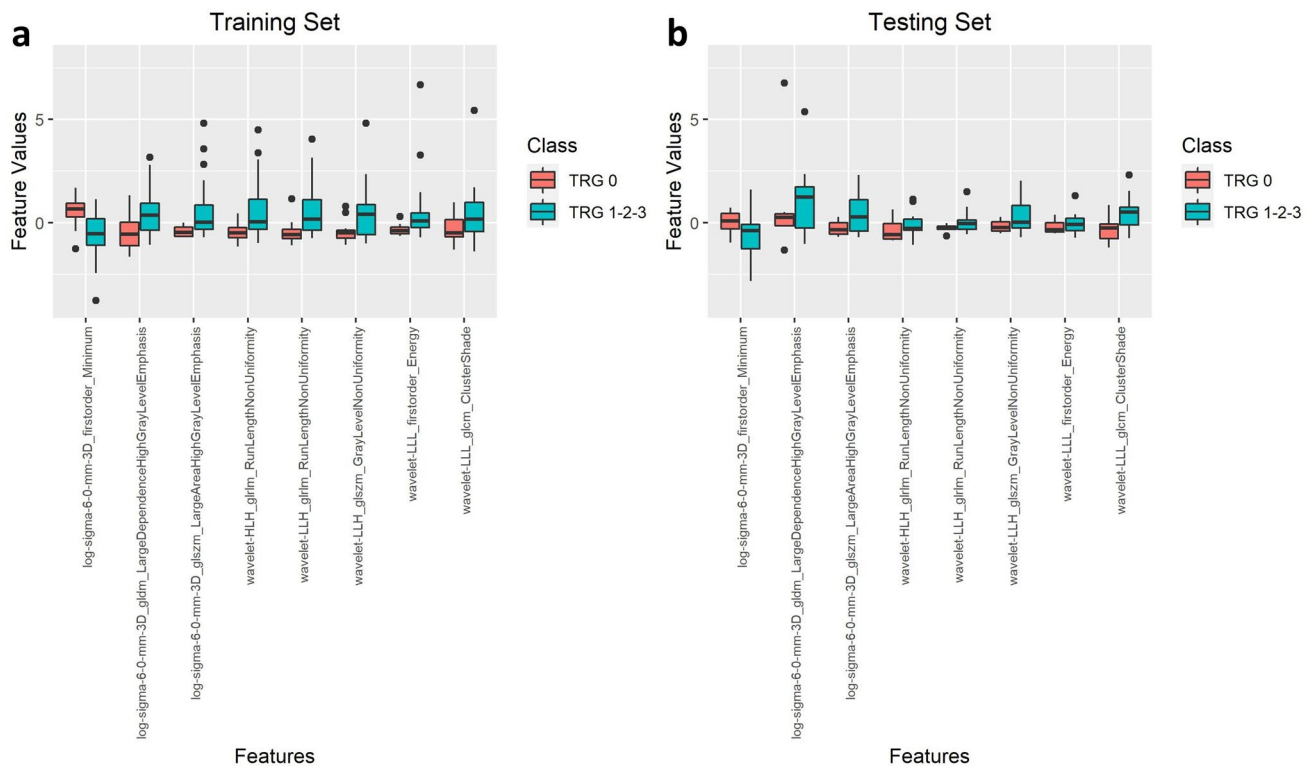 a
Training Set
Feature Values
5
0
log-sigma-6-0-mm-3D_firstorder_Minimum
log-sigma-6-0-mm-3D_gldm_LargeDependenceHighGrayLevelEmphasis
log-sigma-6-0-mm-3D_glszm_LargeAreaHighGrayLevelEmphasis
wavelet-HLH_glrlm_RunLengthNonUniformity
wavelet-LLH_glrlm_RunLengthNonUniformity
wavelet-LLH_glszm_GrayLevelNonUniformity
wavelet-LLL_firstorder_Energy
wavelet-LLL_glcm_ClusterShade
Features
Class
TRG 0
TRG 1-2-3
b
Testing Set
Feature Values
5
0
log-sigma-6-0-mm-3D_firstorder_Minimum
log-sigma-6-0-mm-3D_gldm_LargeDependenceHighGrayLevelEmphasis
log-sigma-6-0-mm-3D_glszm_LargeAreaHighGrayLevelEmphasis
wavelet-HLH_glrlm_RunLengthNonUniformity
wavelet-LLH_glrlm_RunLengthNonUniformity
wavelet-LLH_glszm_GrayLevelNonUniformity
wavelet-LLL_firstorder_Energy
wavelet-LLL_glcm_ClusterShade
Features
Class
TRG 0
TRG 1-2-3